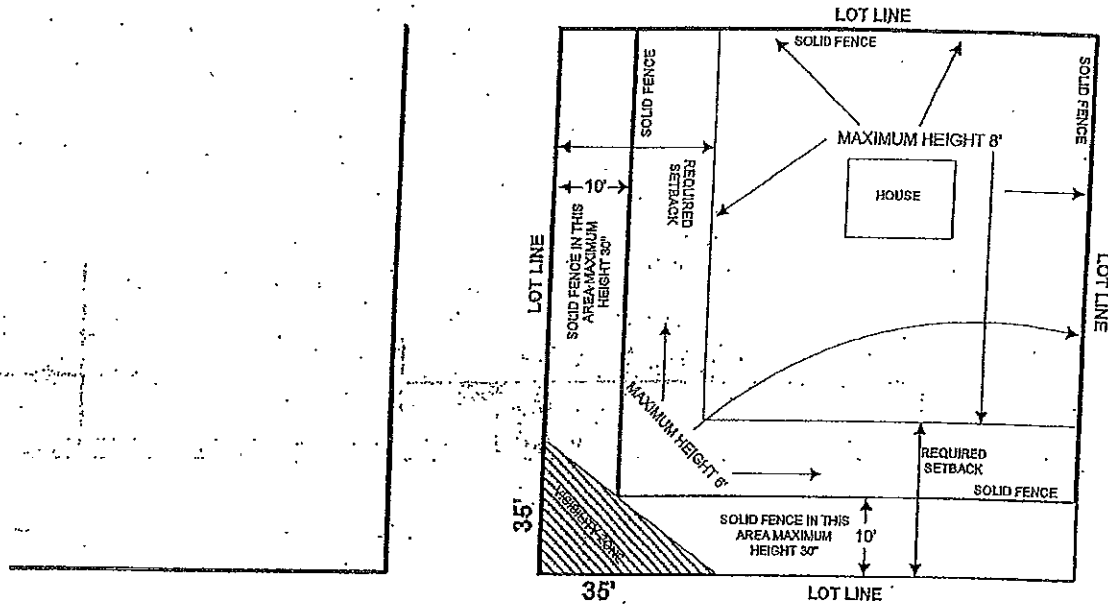 LOT LINE
SOLID FENCE
SOLID FENCE
SOLID FENCE
MAXIMUM HEIGHT 8'
REQUIRED
SETBACK
10'
HOUSE
SOLID FENCE IN THIS
AREA-MAXIMUM
HEIGHT 30"
LOT LINE
LOT LINE
MAXIMUM HEIGHT 6'
REQUIRED
SETBACK
SOLID FENCE
VISIBILITY ZONE
35'
SOLID FENCE IN THIS
AREA MAXIMUM
HEIGHT 30"
10'
35'
LOT LINE